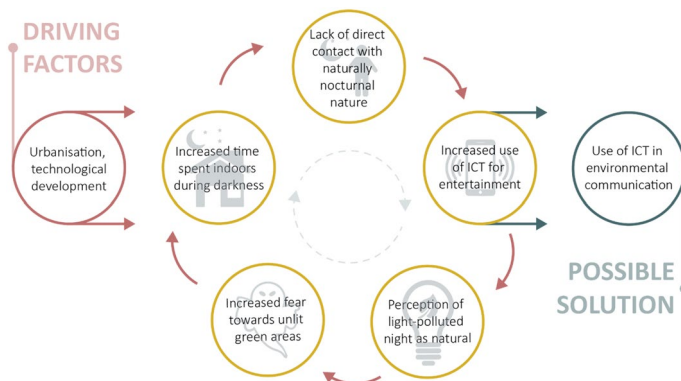 DRIVING
FACTORS
Urbanisation,
technological
development
Increased time
spent indoors
during darkness
Lack of direct
contact with
naturally
nocturnal
nature
Increased use
of ICT for
entertainment
Use of ICT in
environmental
communication
Increased fear
towards unlit
green areas
Perception of
light-polluted
night as natural
POSSIBLE
SOLUTION